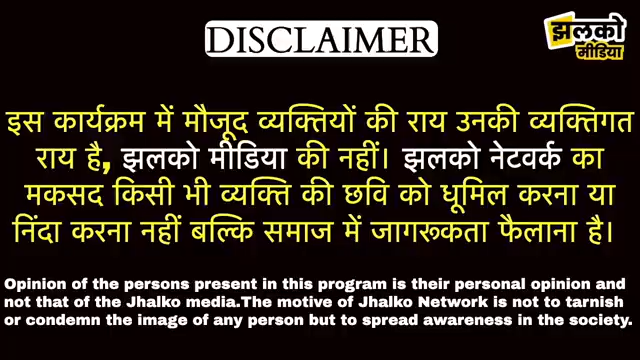 DISCLAIMER
झलको
मीडिया
इस कार्यक्रम में मौजूद व्यक्तियों की राय उनकी व्यक्तिगत
राय है, झलको मीडिया की नहीं। झलको नेटवर्क का
मकसद किसी भी व्यक्ति की छवि को धूमिल करना या
निंदा करना नहीं बल्कि समाज में जागरूकता फैलाना है।
Opinion of the persons present in this program is their personal opinion and
not that of the Jhalko media.The motive of Jhalko Network is not to tarnish
or condemn the image of any person but to spread awareness in the society.